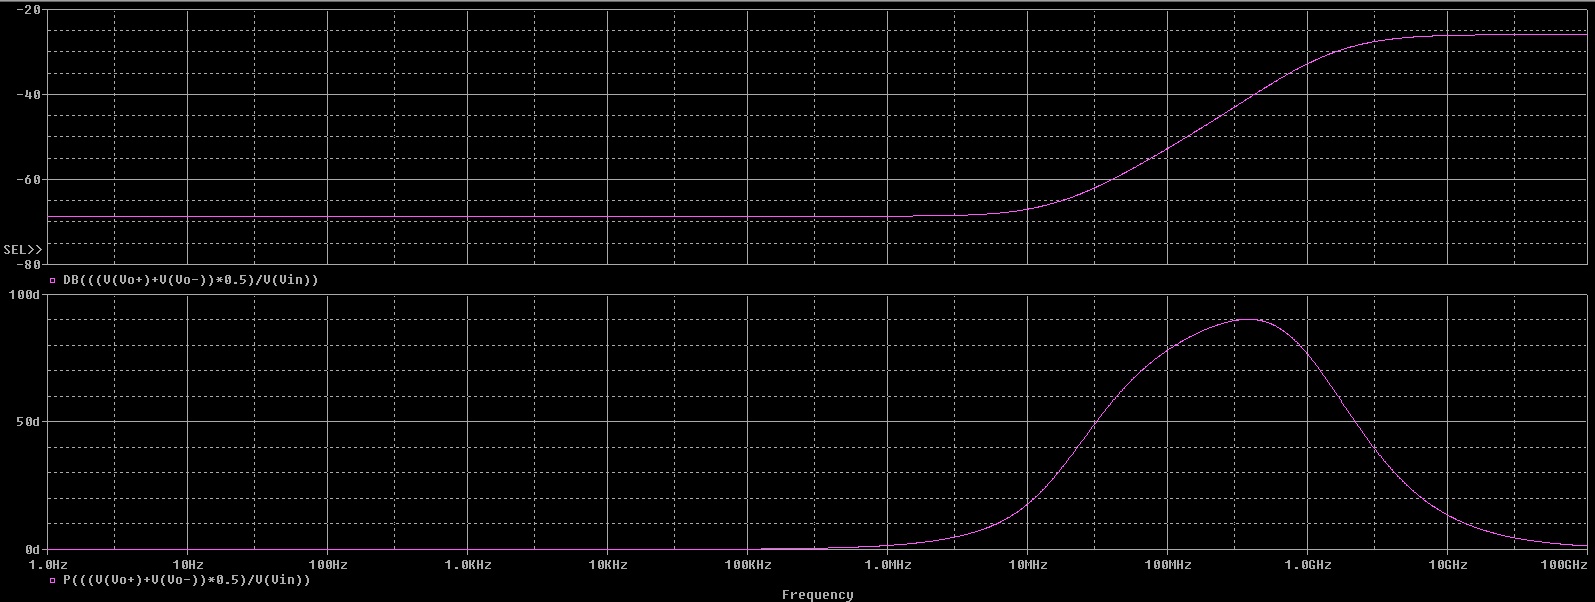 -20
-40
-60
SEL>>
-80
DB(((V(Vo+)+V(Vo-))*0.5)/V(Vin))
100d
50d
0d
1.0Hz 10Hz 100Hz 1.0KHz 10KHz 100KHz 1.00MHz 10MHz 100MHz 1.0GHz 10GHz 100GHz
P(((V(Vo+)+V(Vo-))*0.5)/V(Vin))
Frequency